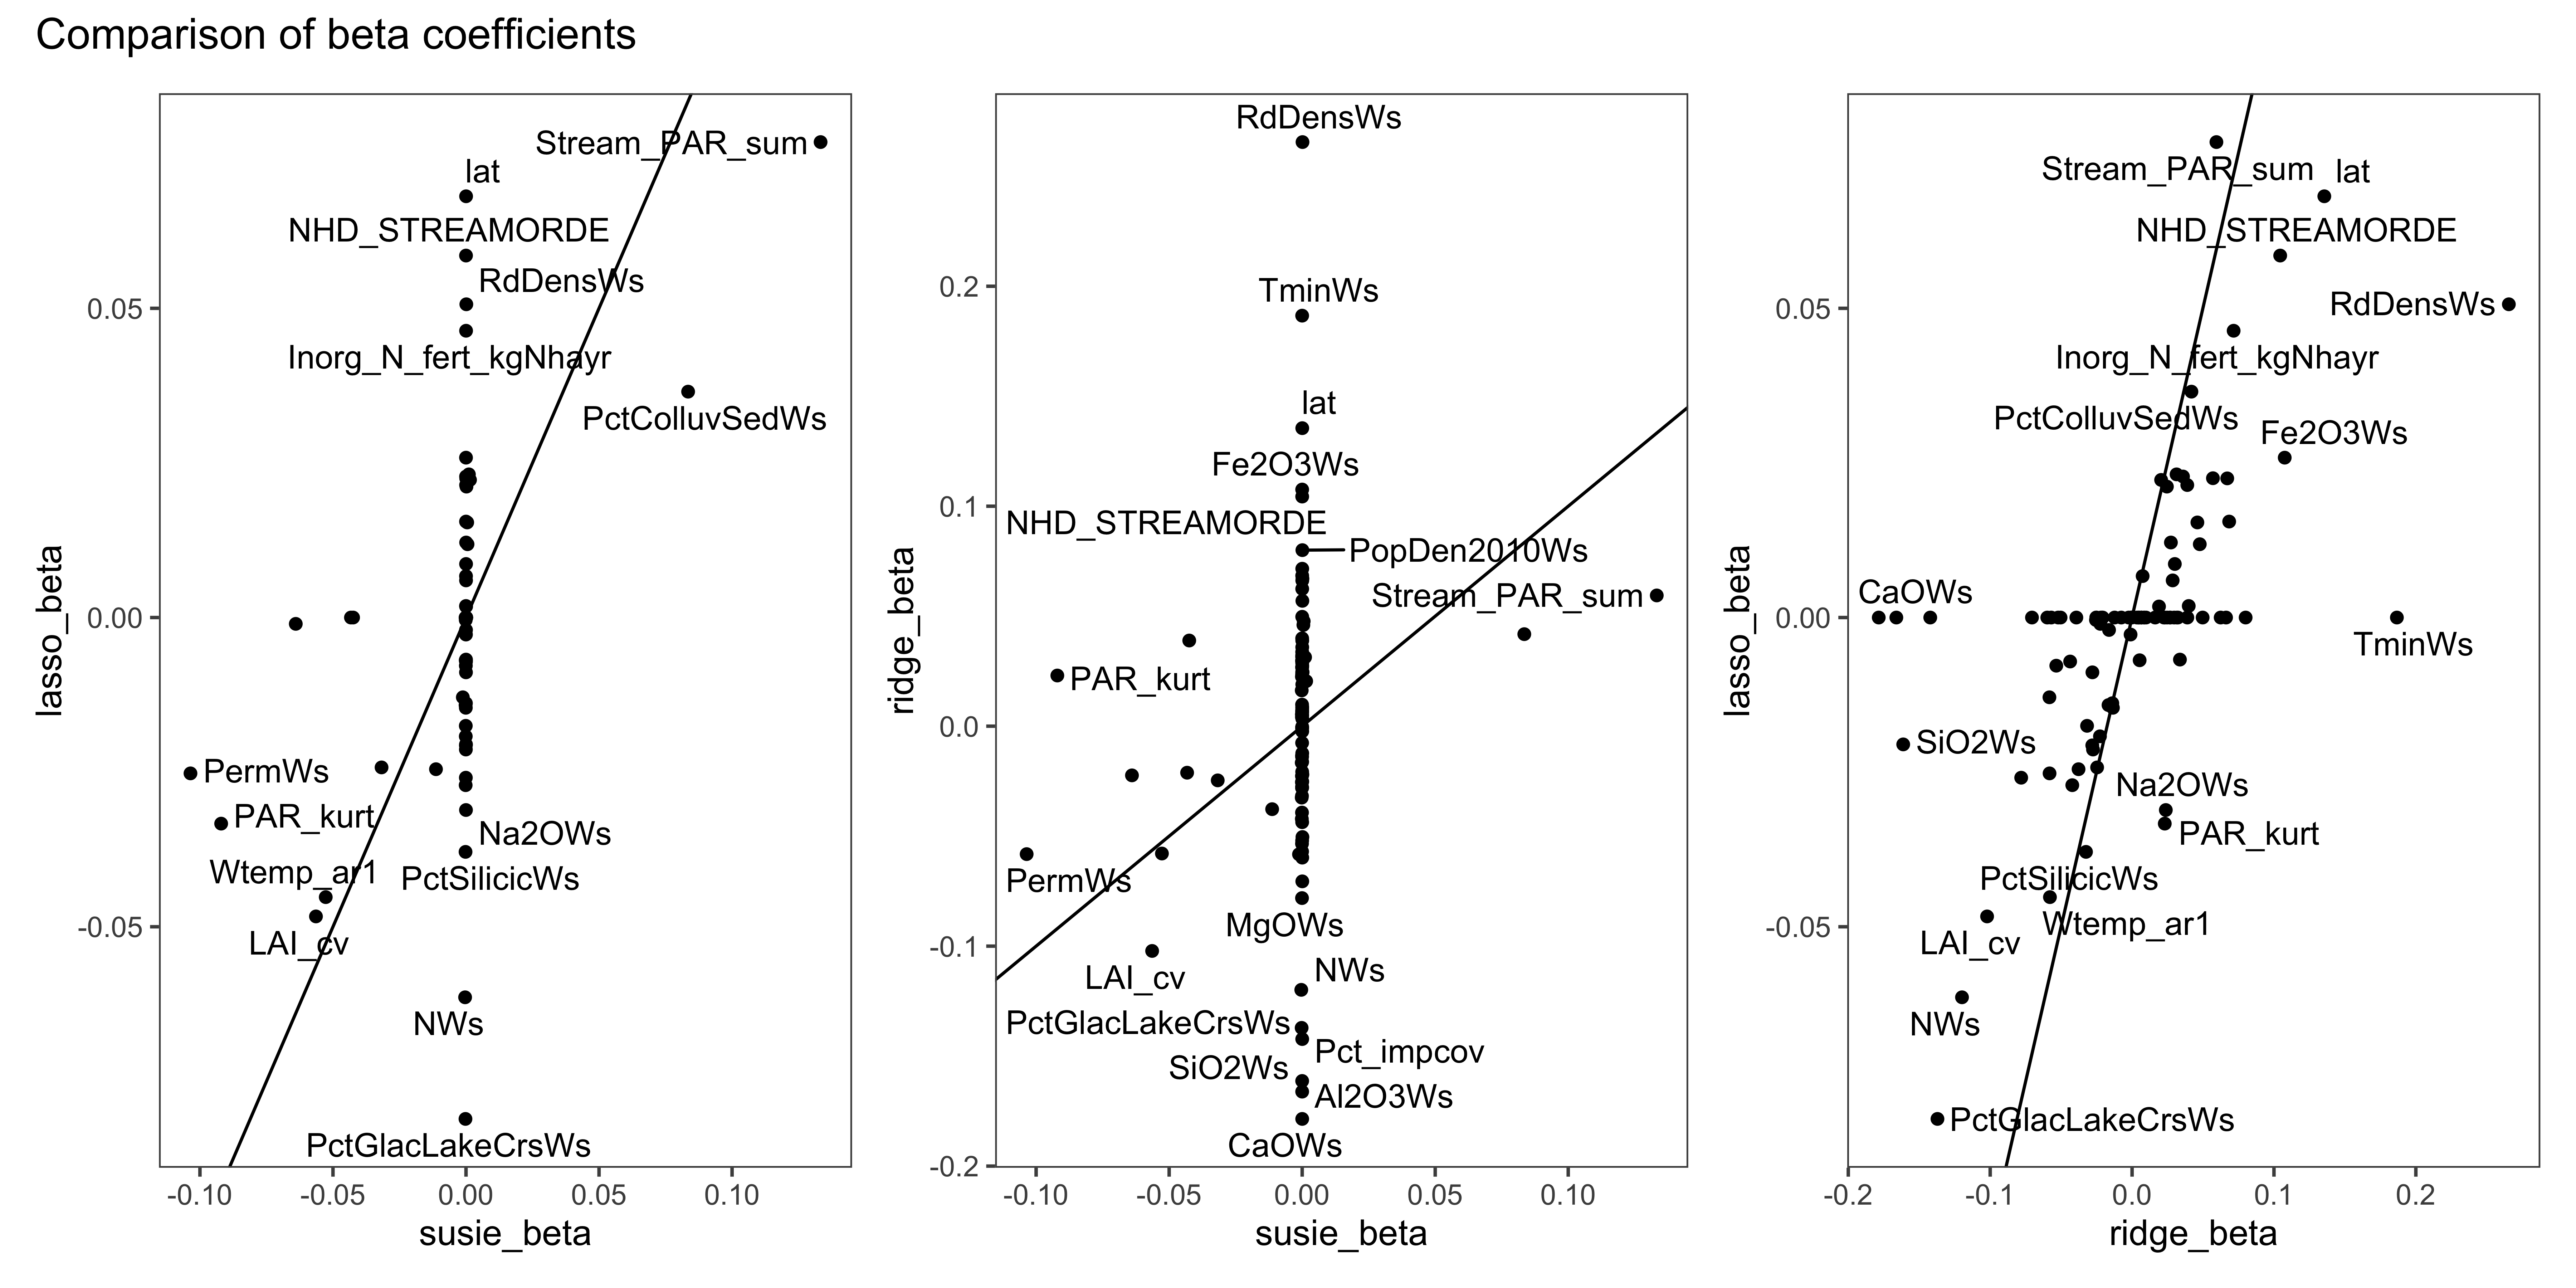 Comparison of beta coefficients
lasso_beta
0.05
0.00
-0.05
Stream_PAR_sum
lat
NHD_STREAMORDE
RdDensWs
Inorg_N_fert_kgNhayr
PctColluvSedWs
PermWs
PAR_kurt
Na2OWs
Wtemp_ar1
PctSilicicWs
LAI_cv
NWs
PctGlacLakeCrsWs
-0.10
-0.05
0.00
0.05
0.10
susie_beta
ridge_beta
0.2
0.1
0.0
-0.1
-0.2
RdDensWs
TminWs
lat
Fe2O3Ws
NHD_STREAMORDE
PopDen2010Ws
Stream_PAR_sum
PAR_kurt
PermWs
MgOWs
LAI_cv
NWs
PctGlacLakeCrsWs
Pct_impcov
SiO2Ws
Al2O3Ws
CaOWs
-0.10
-0.05
0.00
0.05
0.10
susie_beta
lasso_beta
0.05
0.00
-0.05
Stream_PAR_sum
lat
NHD_STREAMORDE
RdDensWs
Inorg_N_fert_kgNhayr
PctColluvSedWs
Fe2O3Ws
CaOWs
TminWs
SiO2Ws
Na2OWs
PAR_kurt
PctSilicicWs
Wtemp_ar1
LAI_cv
NWs
PctGlacLakeCrsWs
-0.2
-0.1
0.0
0.1
0.2
ridge_beta